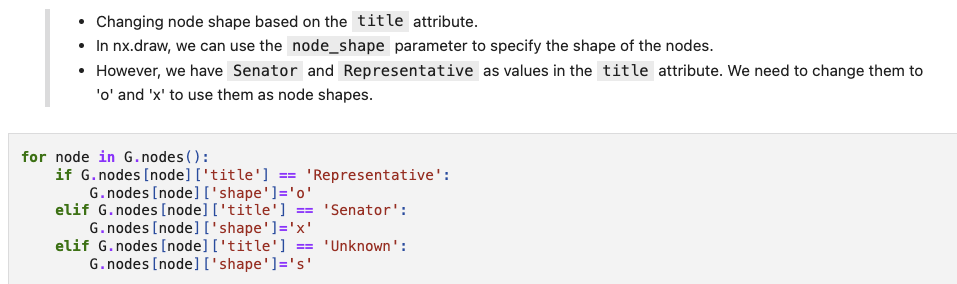 • Changing node shape based on the title attribute.
• In nx.draw, we can use the node_shape parameter to specify the shape of the nodes.
• However, we have Senator and Representative as values in the title attribute. We need to change them to
'o' and 'x' to use them as node shapes.
for node in G.nodes():
    if G.nodes[node]['title'] == 'Representative':
        G.nodes[node]['shape']='o'
    elif G.nodes[node]['title'] == 'Senator':
        G.nodes[node]['shape']='x'
    elif G.nodes[node]['title'] == 'Unknown':
        G.nodes[node]['shape']='s'